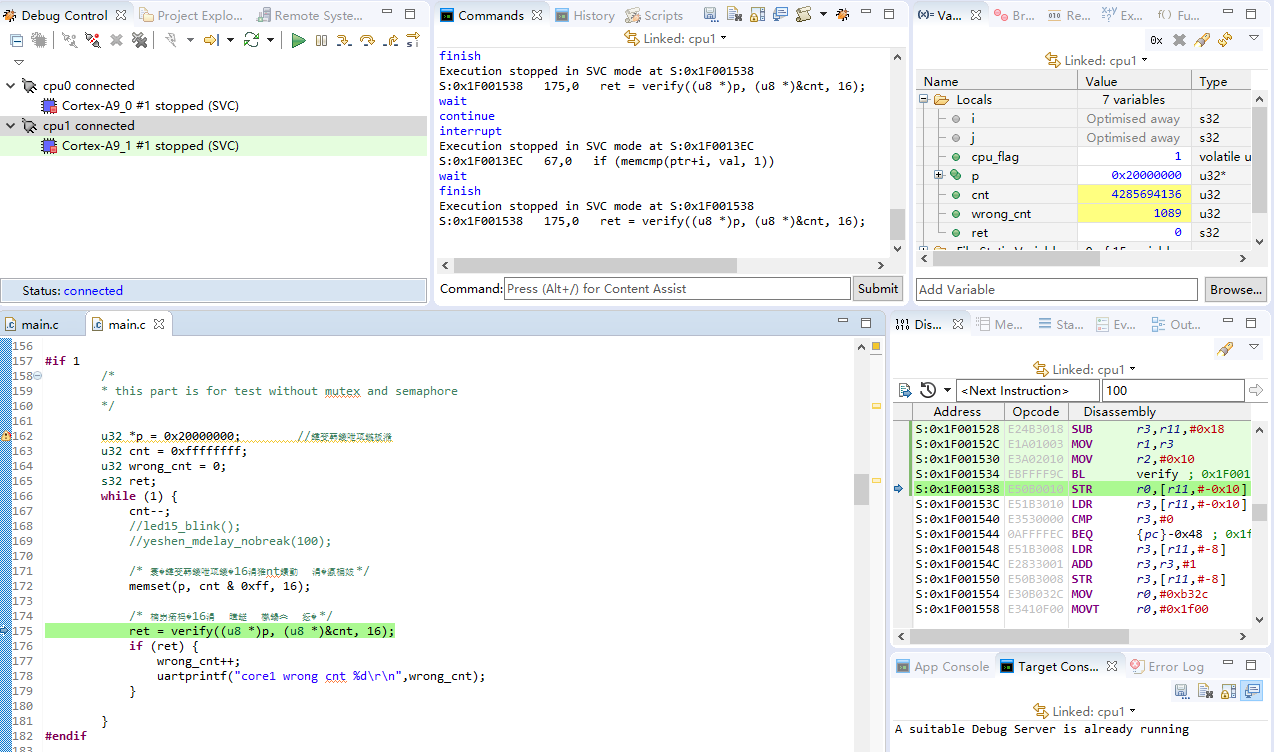 Debug Control
Project Explo...
Remote Syste...
cpu0 connected
Cortex-A9_0 #1 stopped (SVC)
cpu1 connected
Cortex-A9_1 #1 stopped (SVC)
Status: connected
Commands
History
Scripts
Linked: cpu1
finish
Execution stopped in SVC mode at S:0x1F001538
S:0x1F001538   175,0   ret = verify((u8 *)p, (u8 *)&cnt, 16);
wait
continue
interrupt
Execution stopped in SVC mode at S:0x1F0013EC
S:0x1F0013EC   67,0   if (memcmp(ptr+i, val, 1))
wait
finish
Execution stopped in SVC mode at S:0x1F001538
S:0x1F001538   175,0   ret = verify((u8 *)p, (u8 *)&cnt, 16);
Command: Press (Alt+/) for Content Assist
Submit
(x)= Va...
Br...
Re...
Ex...
Fu...
Linked: cpu1
Name Value Type
Locals 7 variables
i Optimised away s32
j Optimised away s32
cpu_flag 1 volatile u
p 0x20000000 u32*
cnt 4285694136 u32
wrong_cnt 1089 u32
ret 0 s32
Add Variable
Browse...
main.c
main.c
156
157 #if 1
158 /*
159 * this part is for test without mutex and semaphore
160 */
161
162 u32 *p = 0x20000000; //
163 u32 cnt = 0xffffffff;
164 u32 wrong_cnt = 0;
165 s32 ret;
166 while (1) {
167 cnt--;
168 //led15_blink();
169 //yeshen_mdelay_nobreak(100);
170
171 /* */
172 memset(p, cnt & 0xff, 16);
173
174 /* */
175 ret = verify((u8 *)p, (u8 *)&cnt, 16);
176 if (ret) {
177 wrong_cnt++;
178 uartprintf("core1 wrong cnt %d\r\n",wrong_cnt);
179 }
180
181 }
182 #endif
183
Dis...
Me...
Sta...
Ev...
Out...
Linked: cpu1
<Next Instruction> 100
Address Opcode Disassembly
S:0x1F001528 E24B3018 SUB r3,r11,#0x18
S:0x1F00152C E1A01003 MOV r1,r3
S:0x1F001530 E3A02010 MOV r2,#0x10
S:0x1F001534 EBFFFF9C BL verify ; 0x1F001
S:0x1F001538 E50B0010 STR r0,[r11,#-0x10]
S:0x1F00153C E51B3010 LDR r3,[r11,#-0x10]
S:0x1F001540 E3530000 CMP r3,#0
S:0x1F001544 0AFFFFEC BEQ {pc}-0x48 ; 0x1f
S:0x1F001548 E51B3008 LDR r3,[r11,#-8]
S:0x1F00154C E2833001 ADD r3,r3,#1
S:0x1F001550 E50B3008 STR r3,[r11,#-8]
S:0x1F001554 E30B032C MOV r0,#0xb32c
S:0x1F001558 E3410F00 MOVT r0,#0x1f00
App Console
Target Cons...
Error Log
Linked: cpu1
A suitable Debug Server is already running